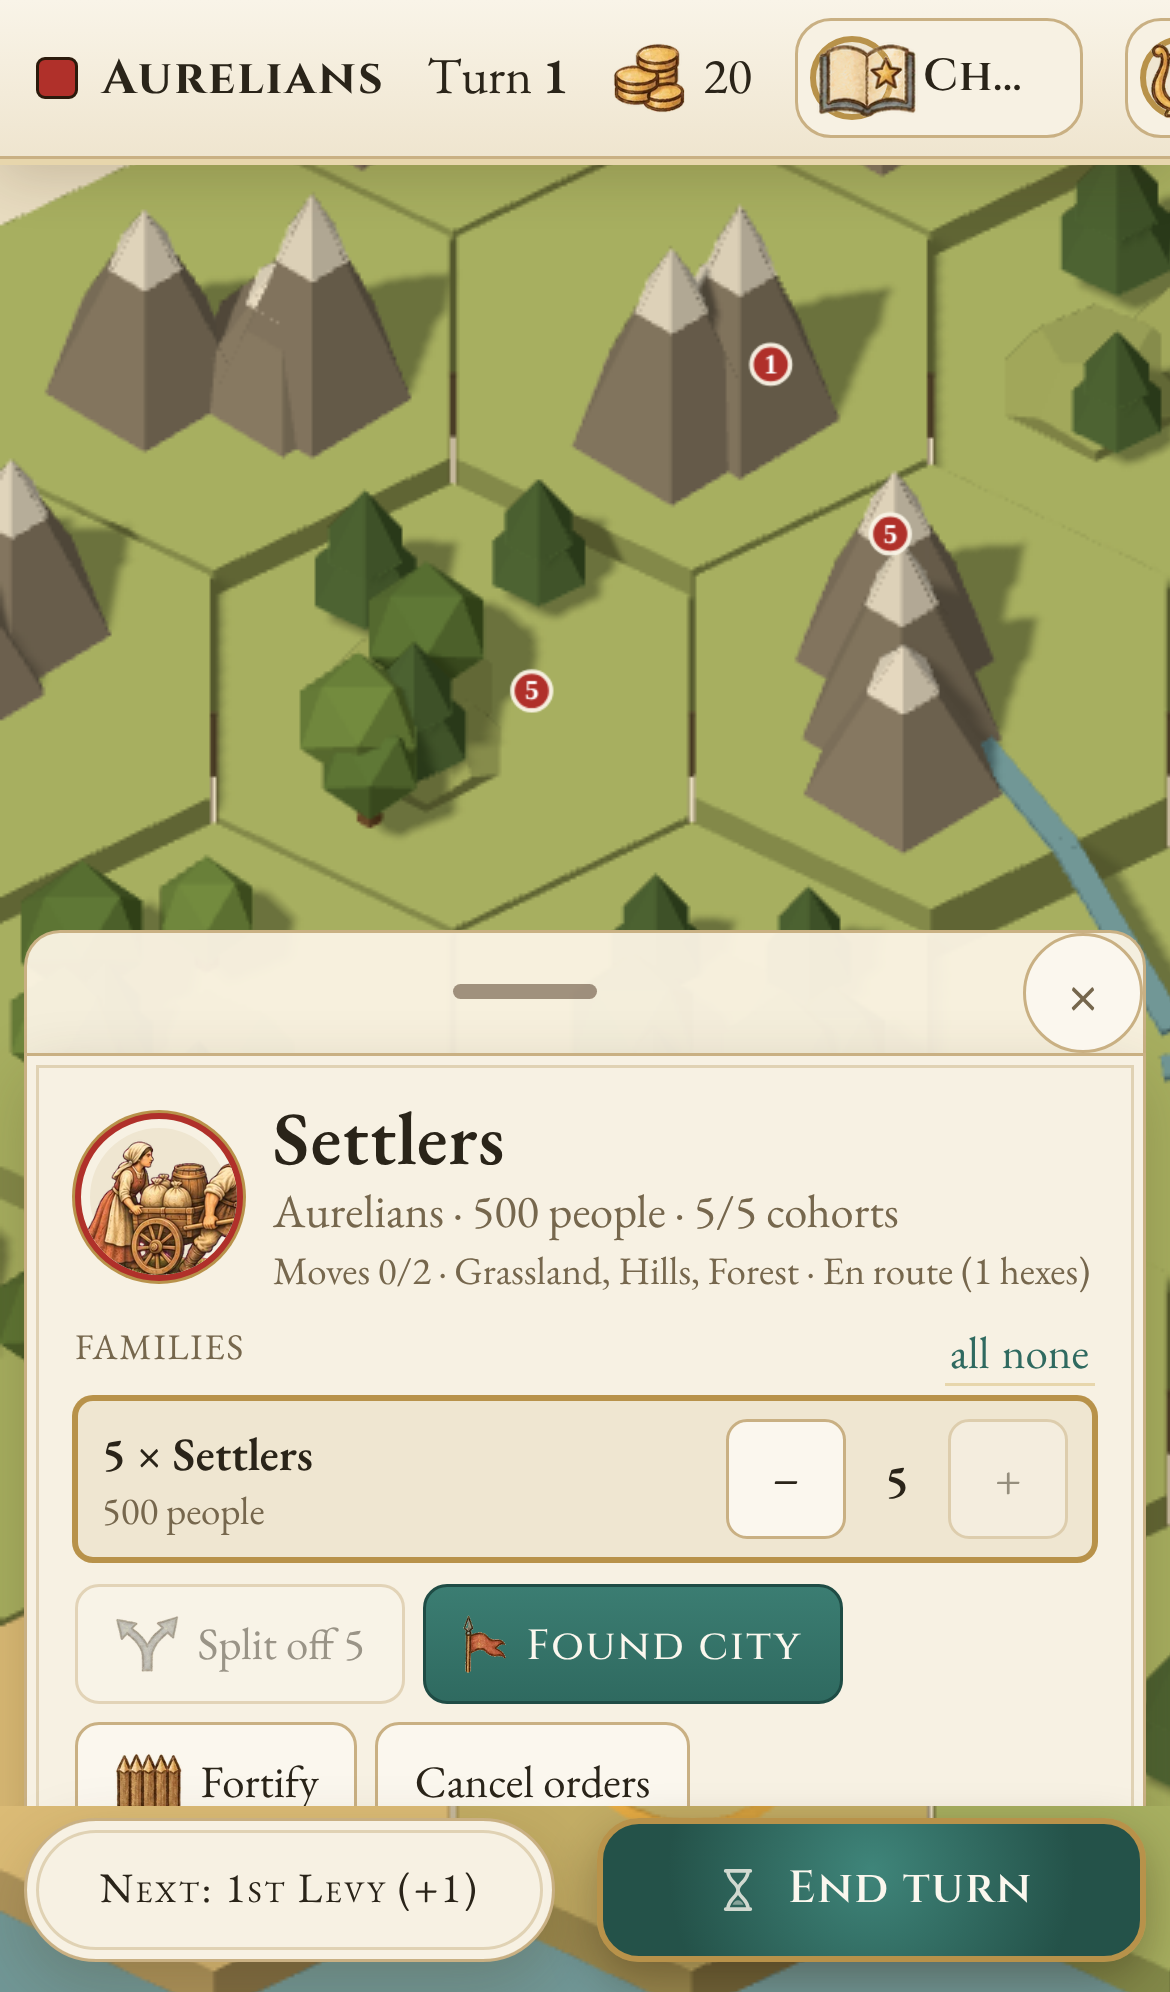 AURELIANS Turn 1 20 CH...
1
5
5
×
Settlers
Aurelians · 500 people · 5/5 cohorts
Moves 0/2 · Grassland, Hills, Forest · En route (1 hexes)
FAMILIES all none
5 × Settlers
500 people
− 5 +
Split off 5 FOUND CITY
Fortify Cancel orders
NEXT: 1ST LEVY (+1) END TURN